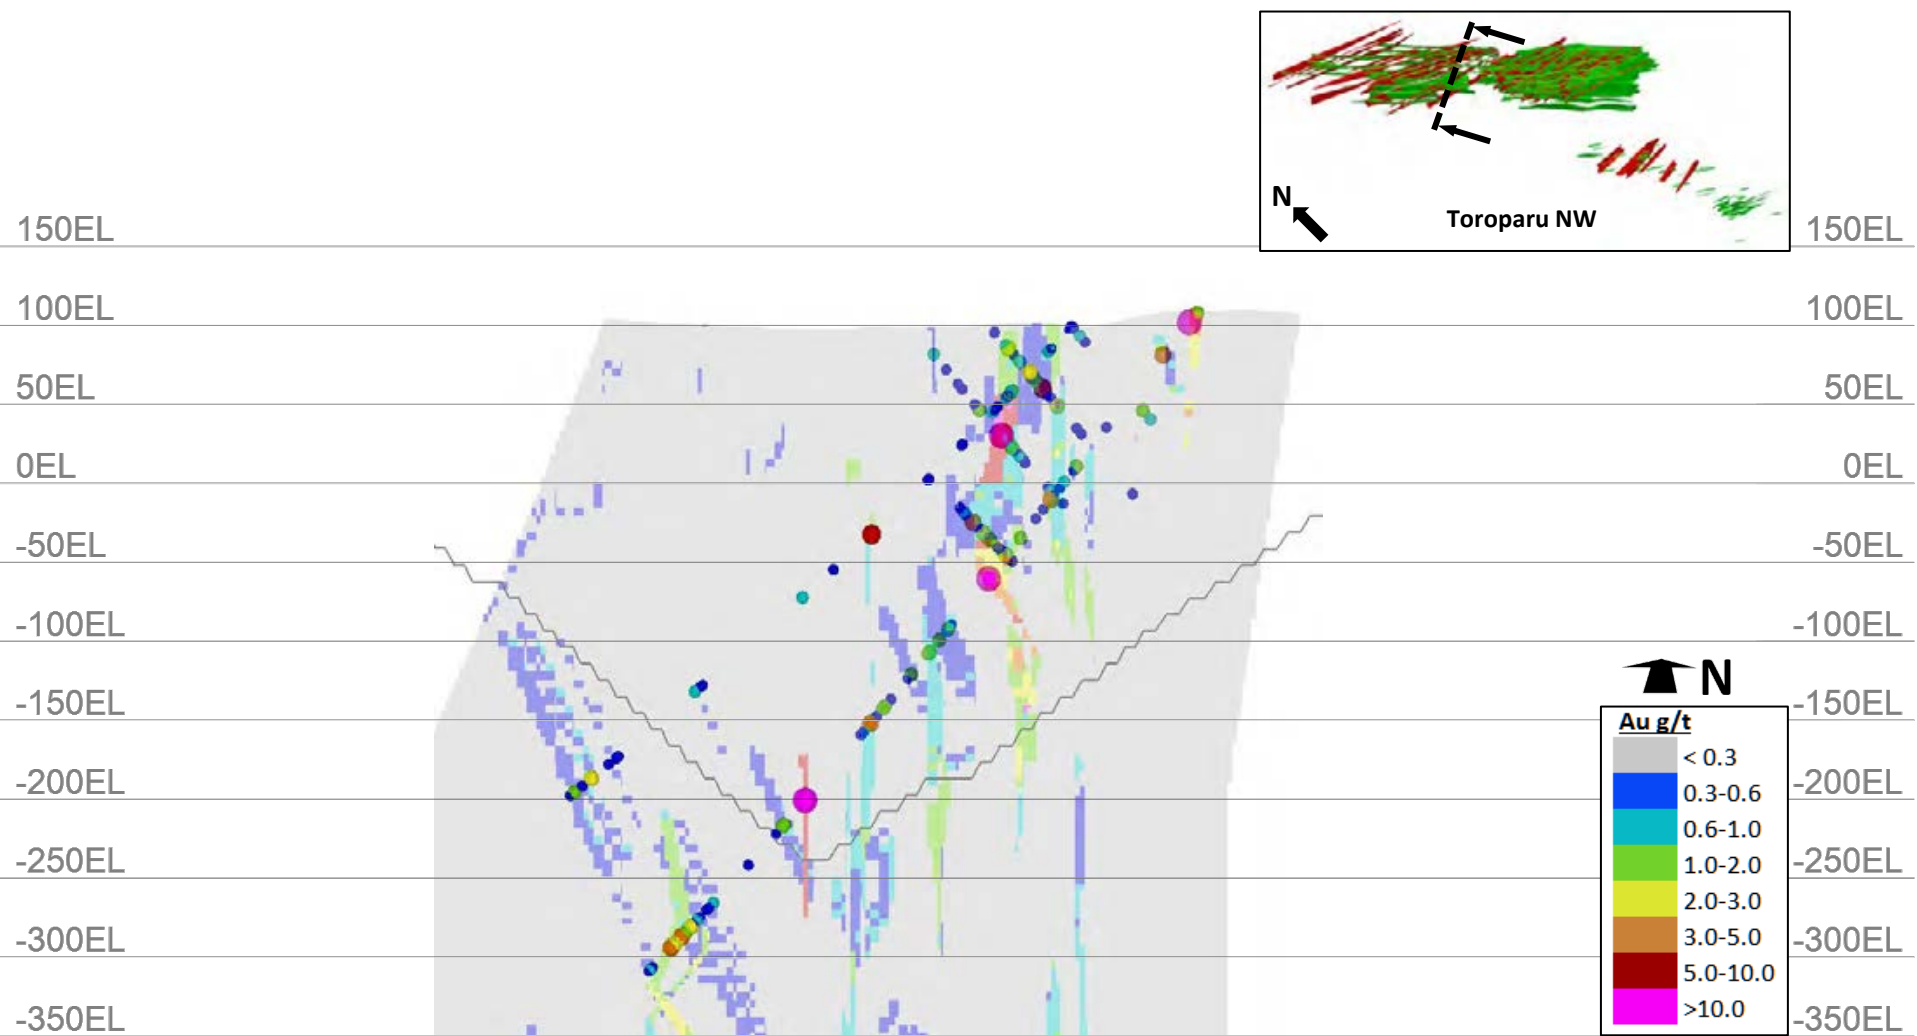 N
Toroparu NW
150EL 150EL
100EL 100EL
50EL 50EL
0EL 0EL
-50EL -50EL
-100EL -100EL
-150EL -150EL
-200EL -200EL
-250EL -250EL
-300EL -300EL
-350EL -350EL
N
Au g/t
< 0.3
0.3-0.6
0.6-1.0
1.0-2.0
2.0-3.0
3.0-5.0
5.0-10.0
>10.0